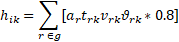 h_{ik} = \sum_{r \in g} [a_r t_{rk} v_{rk} \vartheta_{rk} * 0.8]